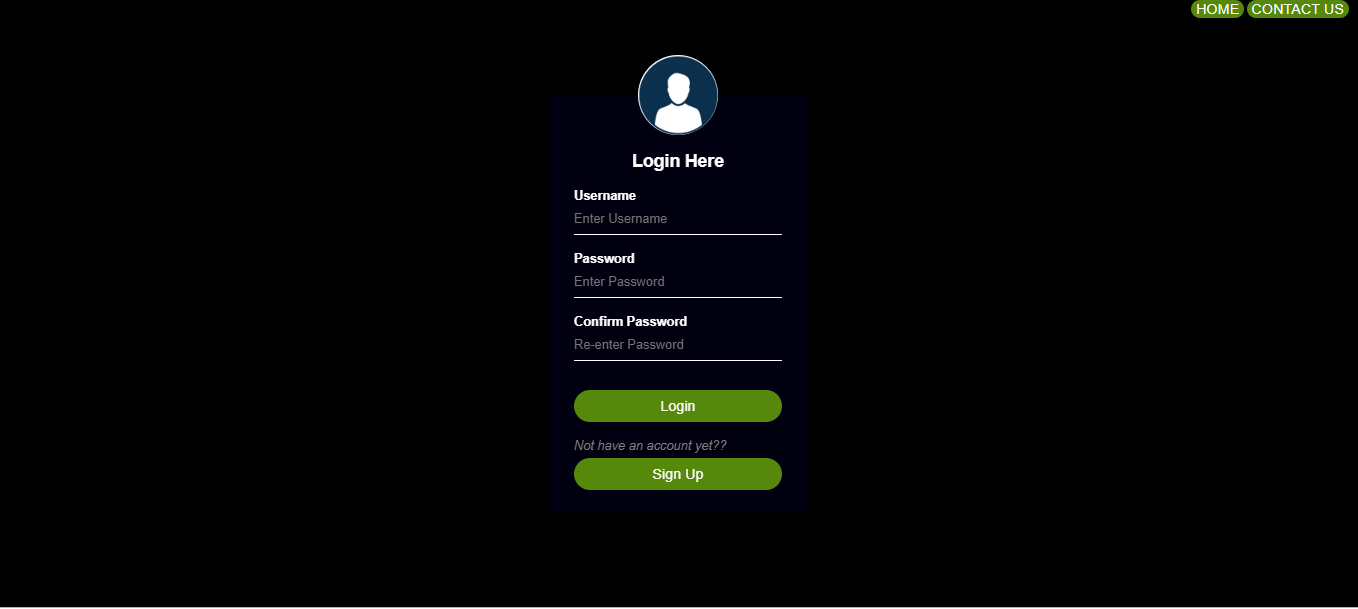 HOME CONTACT US
Login Here
Username
Enter Username
Password
Enter Password
Confirm Password
Re-enter Password
Login
Not have an account yet??
Sign Up